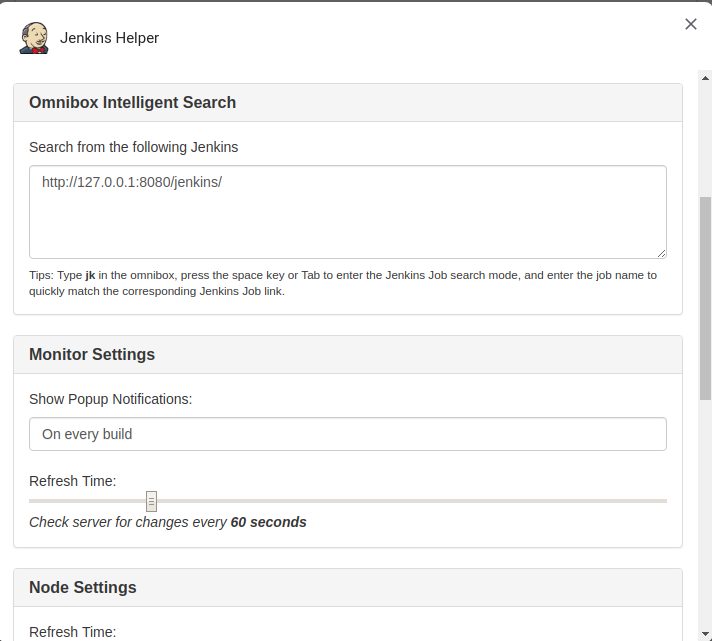 Jenkins Helper
Omnibox Intelligent Search
Search from the following Jenkins
http://127.0.0.1:8080/jenkins/
Tips: Type jk in the omnibox, press the space key or Tab to enter the Jenkins Job search mode, and enter the job name to
quickly match the corresponding Jenkins Job link.
Monitor Settings
Show Popup Notifications:
On every build
Refresh Time:
Check server for changes every 60 seconds
Node Settings
Refresh Time: